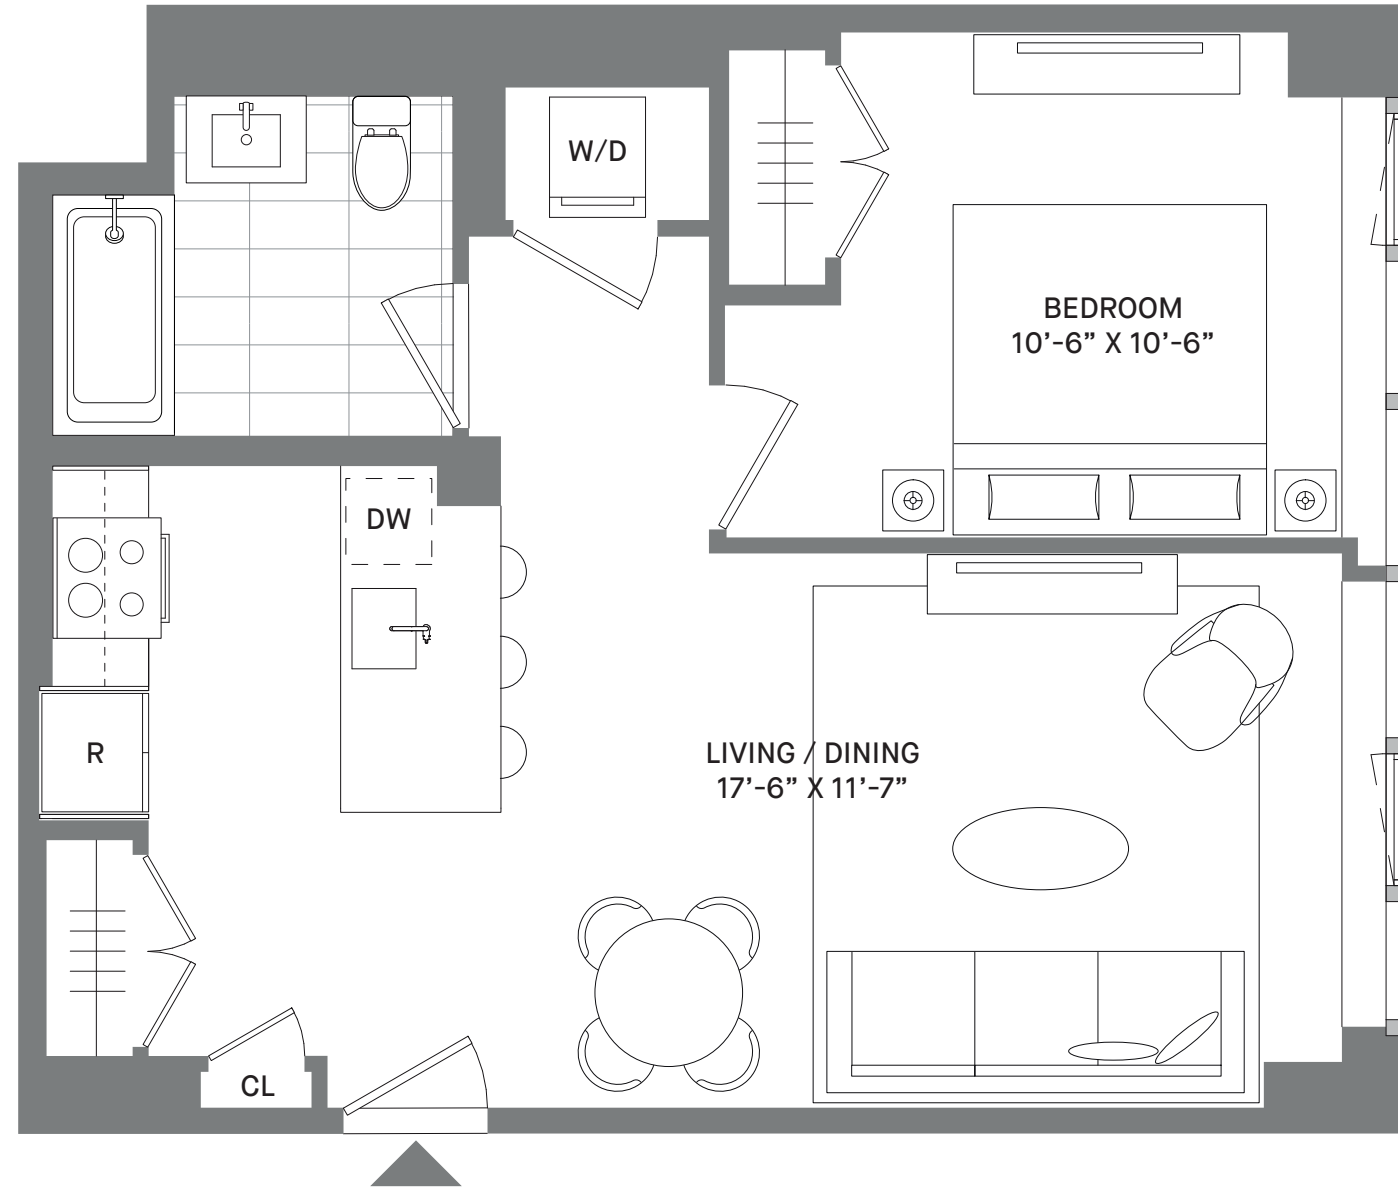 W/D
BEDROOM
10’-6” X 10’-6”
DW
R
LIVING / DINING
17’-6” X 11’-7”
CL